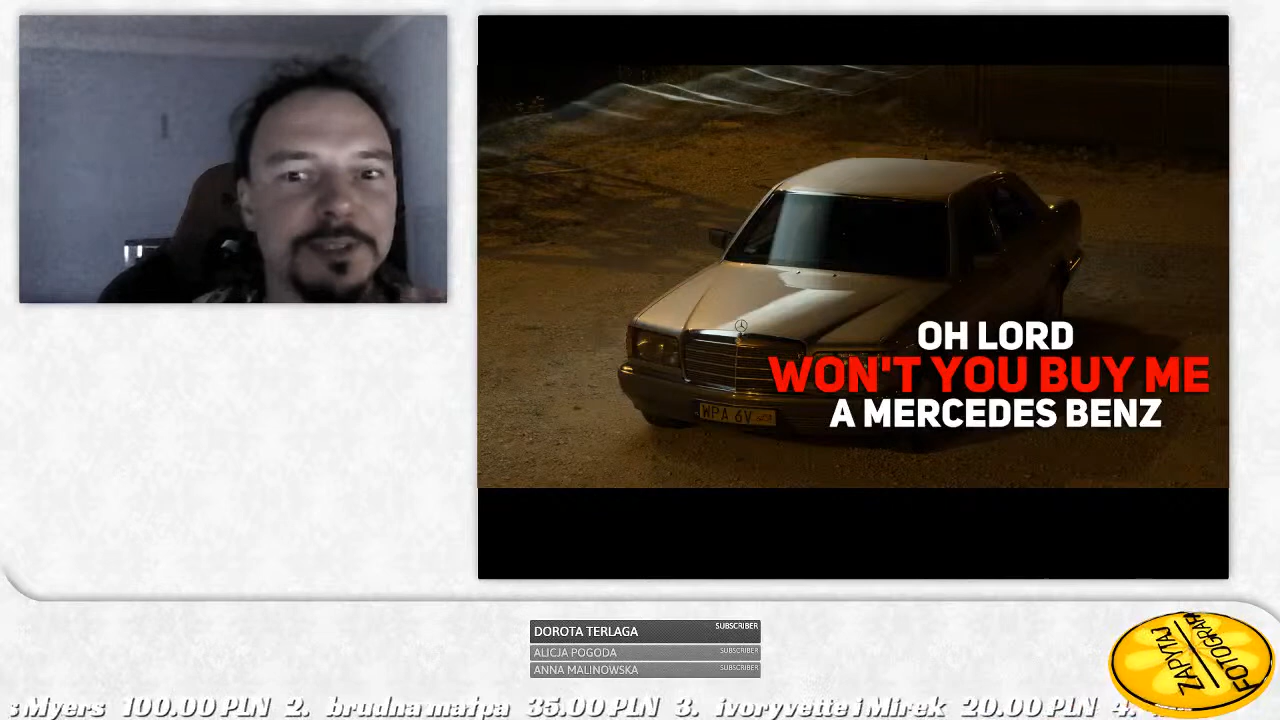 OH LORD
WON'T YOU BUY ME
A MERCEDES BENZ
WPA 6V
DOROTA TERLAGA SUBSCRIBER
ALICJA POGODA SUBSCRIBER
ANNA MALINOWSKA SUBSCRIBER
ZAPYTAJ
FOTOGRAFA
s Myers 100.00 PLN 2. brudna małpa 35.00 PLN 3. ivoryvette i Mirek 20.00 PLN 4.